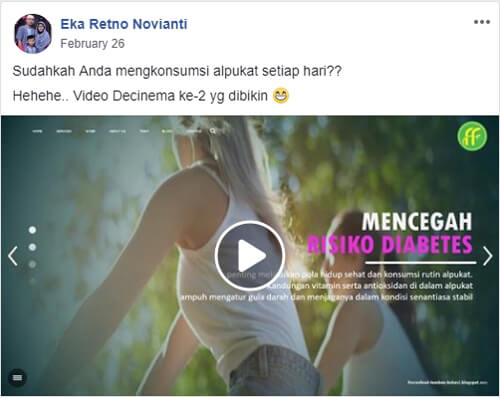 Eka Retno Novianti
February 26
Sudahkah Anda mengkonsumsi alpukat setiap hari??
Hehehe.. Video Decinema ke-2 yg dibikin 😁
HOME SERVICES WORK ABOUT US TEAM BLOG CONTACT
ff
MENCEGAH
RISIKO DIABETES
penting melakukan pola hidup sehat dan konsumsi rutin alpukat.
Kandungan vitamin serta antioksidan di dalam alpukat
ampuh mengatur gula darah dan menjaganya dalam kondisi senantiasa stabil